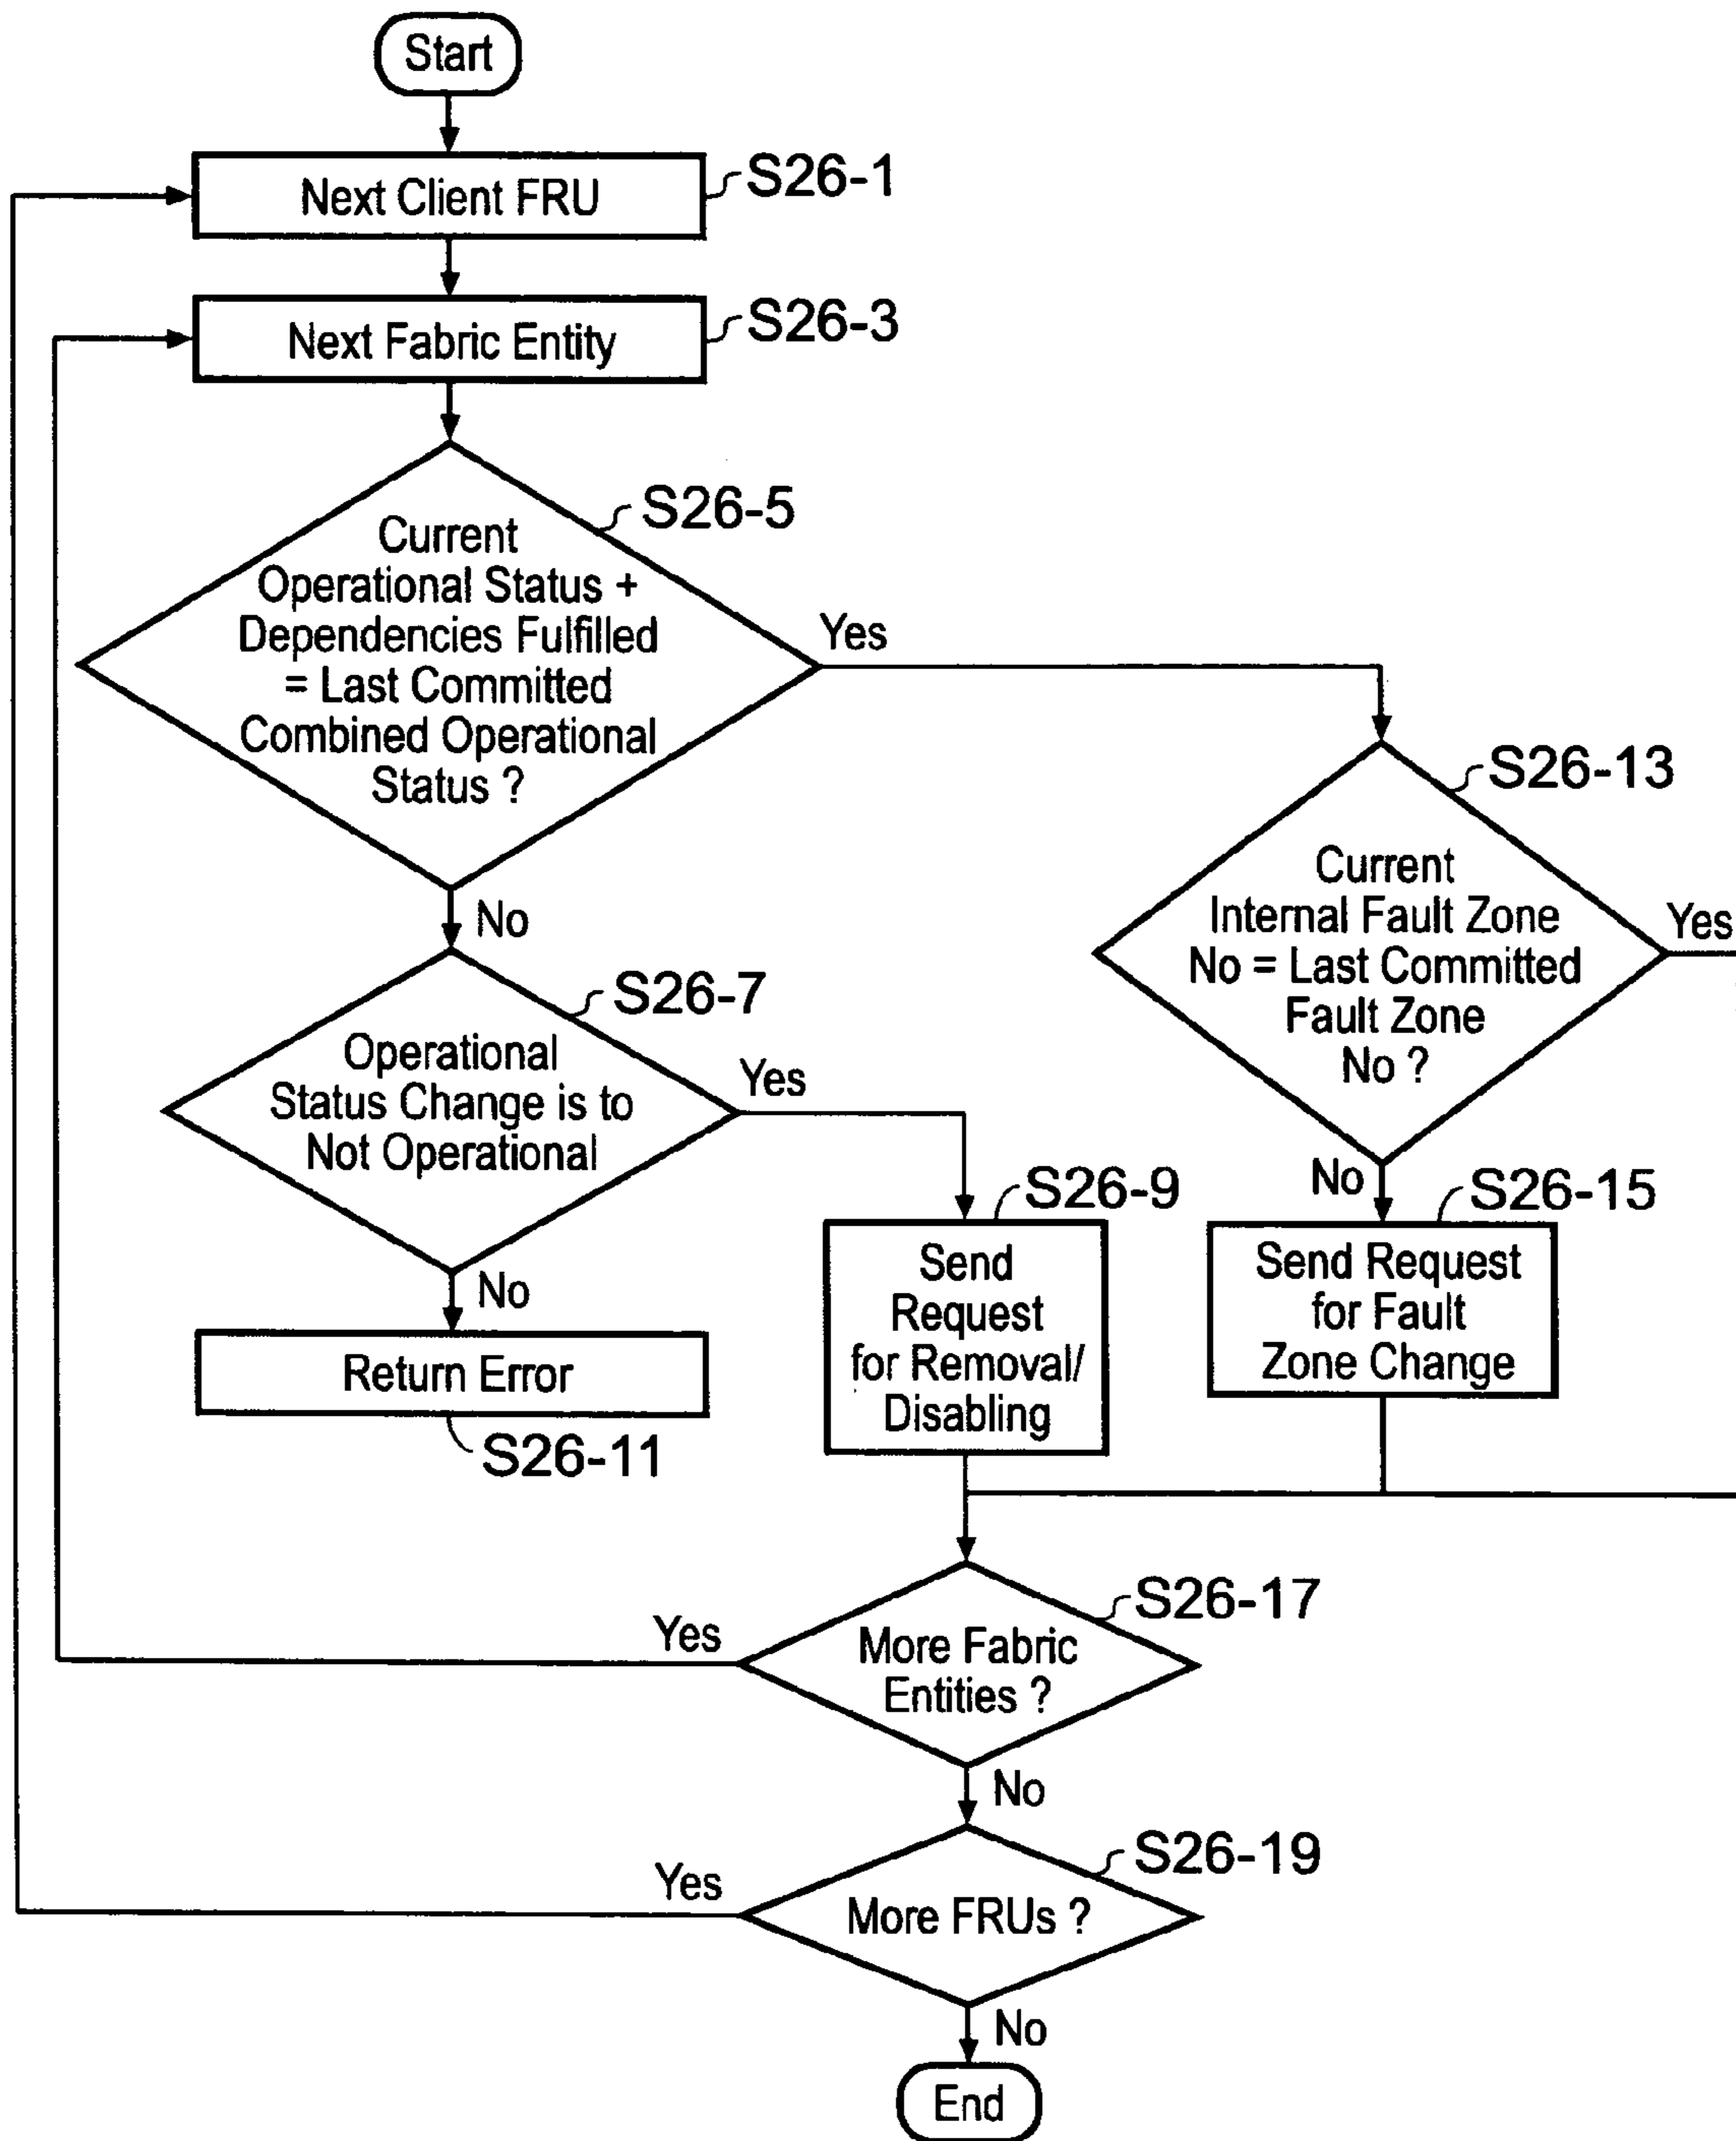 Start
Next Client FRU
S26-1
Next Fabric Entity
S26-3
Current
Operational Status +
Dependencies Fulfilled
= Last Committed
Combined Operational
Status ?
S26-5
Yes
No
Current
Internal Fault Zone
No = Last Committed
Fault Zone
No ?
S26-13
Yes
No
Operational
Status Change is to
Not Operational
S26-7
Yes
No
Send
Request
for Removal/
Disabling
S26-9
Send Request
for Fault
Zone Change
S26-15
Return Error
S26-11
More Fabric
Entities ?
S26-17
Yes
No
More FRUs ?
S26-19
Yes
No
End